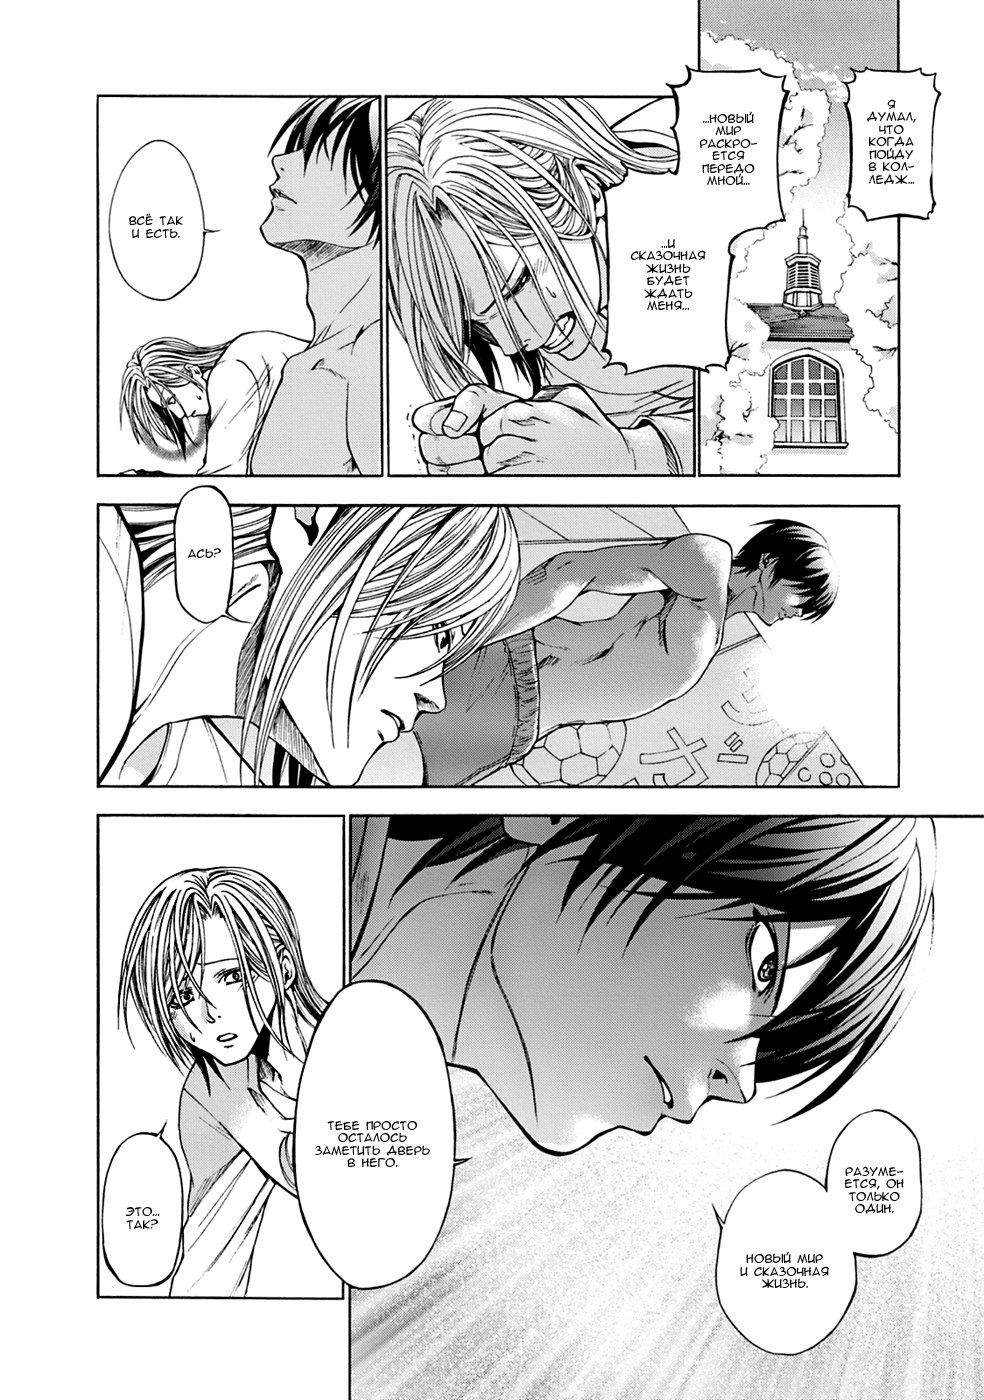 Я
ДУМАЛ,
ЧТО
КОГДА
ПОЙДУ
В КОЛ-
ЛЕДЖ...
...НОВЫЙ
МИР
РАСКРО-
ЕТСЯ
ПЕРЕДО
МНОЙ...
...И
СКАЗОЧНАЯ
ЖИЗНЬ
БУДЕТ
ЖДАТЬ
МЕНЯ...
ВСЁ ТАК
И ЕСТЬ.
АСЬ?
РАЗУМЕ-
ЕТСЯ, ОН
ТОЛЬКО
ОДИН.
НОВЫЙ МИР
И СКАЗОЧНАЯ
ЖИЗНЬ.
ТЕБЕ ПРОСТО
ОСТАЛОСЬ
ЗАМЕТИТЬ ДВЕРЬ
В НЕГО.
ЭТО...
ТАК?